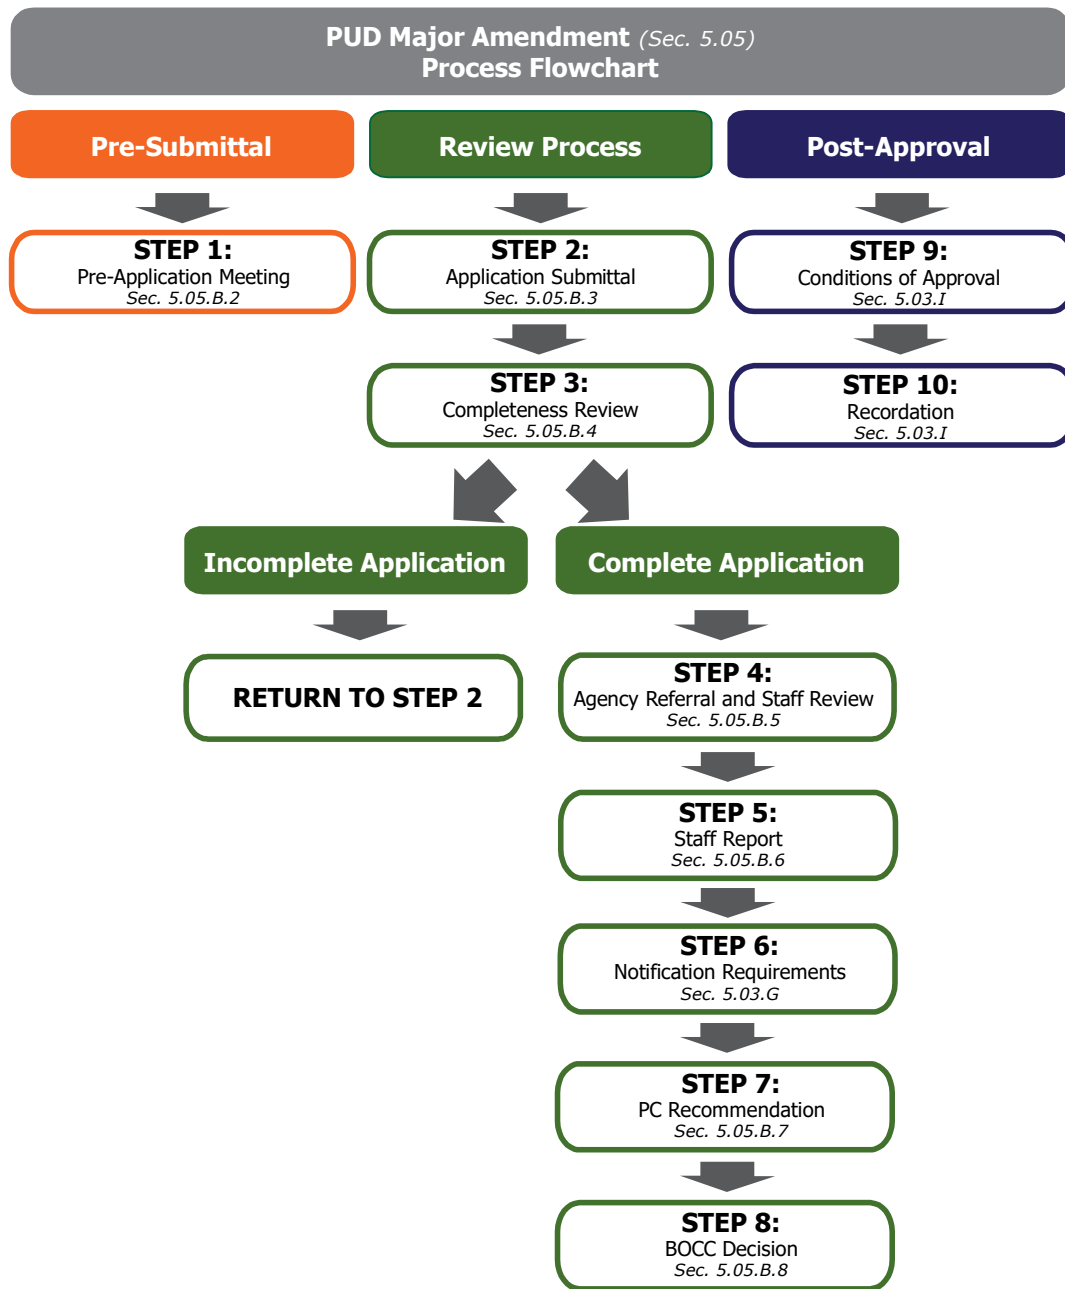 PUD Major Amendment (Sec. 5.05)
Process Flowchart
Pre-Submittal
Review Process
Post-Approval
STEP 1:
Pre-Application Meeting
Sec. 5.05.B.2
STEP 2:
Application Submittal
Sec. 5.05.B.3
STEP 9:
Conditions of Approval
Sec. 5.03.I
STEP 3:
Completeness Review
Sec. 5.05.B.4
STEP 10:
Recordation
Sec. 5.03.I
Incomplete Application
Complete Application
RETURN TO STEP 2
STEP 4:
Agency Referral and Staff Review
Sec. 5.05.B.5
STEP 5:
Staff Report
Sec. 5.05.B.6
STEP 6:
Notification Requirements
Sec. 5.03.G
STEP 7:
PC Recommendation
Sec. 5.05.B.7
STEP 8:
BOCC Decision
Sec. 5.05.B.8